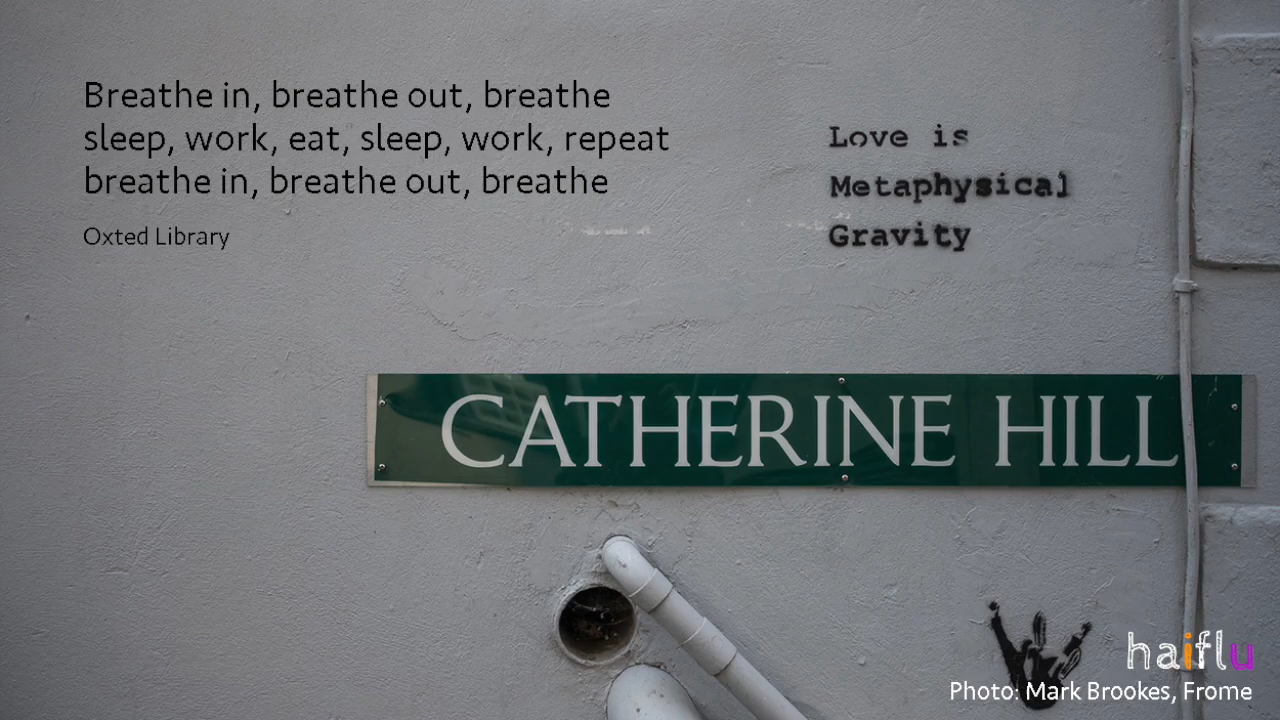 Breathe in, breathe out, breathe
sleep, work, eat, sleep, work, repeat
breathe in, breathe out, breathe
Oxted Library
Love is
Metaphysical
Gravity
CATHERINE HILL
haiflu
Photo: Mark Brookes, Frome